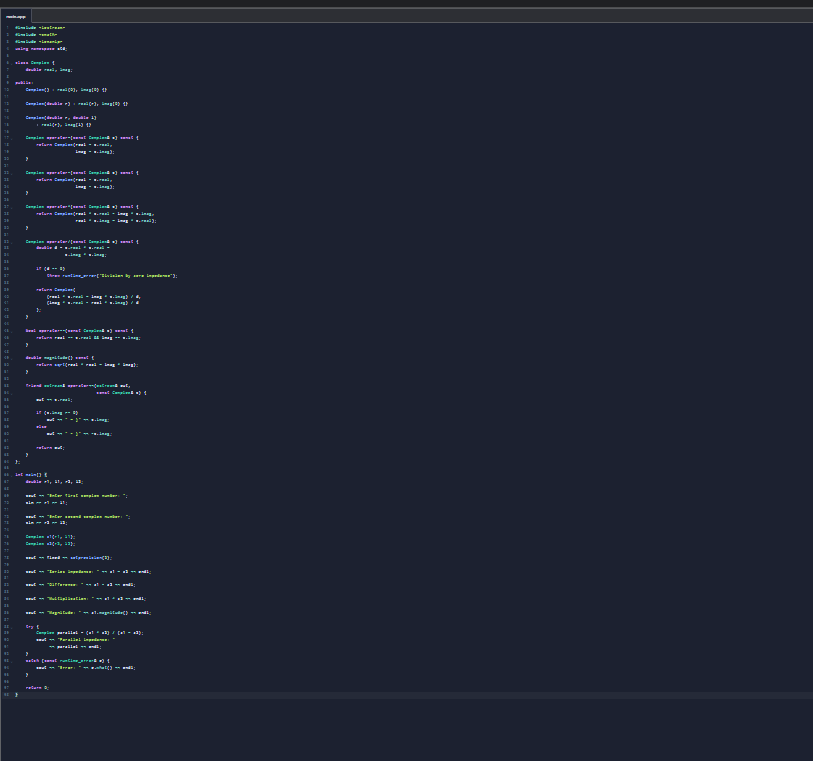 main.cpp
#include <iostream>
#include <cmath>
#include <iomanip>
using namespace std;
class Complex {
double real, imag;
public:
Complex() : real(0), imag(0) {}
Complex(double r) : real(r), imag(0) {}
Complex(double r, double i)
: real(r), imag(i) {}
Complex (const Complex& c) const {
return Complex(real c.real,
imag c.imag);
}
Complex (const Complex& c) const {
return Complex(real - c.real,
imag - c.imag);
}
Complex operator*(const Complex& c) const {
return Complex(real * c.real - imag * c.imag,
real * c.imag imag * c.real);
}
Complex operator/(const Complex& c) const {
double d = c.real * c.real
c.imag * c.imag;
if (d == 0)
throw runtime_error("Division by zero impedance");
return Complex(
(real * c.real imag * c.imag) / d,
(imag * c.real - real * c.imag) / d
);
}
bool operator==(const Complex& c) const {
return real == c.real && imag == c.imag;
}
double magnitude() const {
return sqrt(real * real imag * imag);
}
friend ostream& operator<<(ostream& out,
const Complex& c) {
out << c.real;
if (c.imag >= 0)
out << c.imag;
else
out << -c.imag;
return out;
}
};
int main() {
double r1, i1, r2, i2;
cout << "Enter first complex number: ";
cin >> r1 >> i1;
cout << "Enter second complex number: ";
cin >> r2 >> i2;
Complex z1(r1, i1);
Complex z2(r2, i2);
cout << fixed << setprecision(2);
cout << "Series impedance: " << z1 z2 << endl;
cout << "Difference: " << z1 - z2 << endl;
cout << "Multiplication: " << z1 * z2 << endl;
cout << "Magnitude: " << z1.magnitude() << endl;
try {
Complex parallel = (z1 * z2) / (z1 z2);
cout << "Parallel impedance: "
<< parallel << endl;
}
catch (const runtime_error& e) {
cout << "Error: " << e.what() << endl;
}
return 0;
}